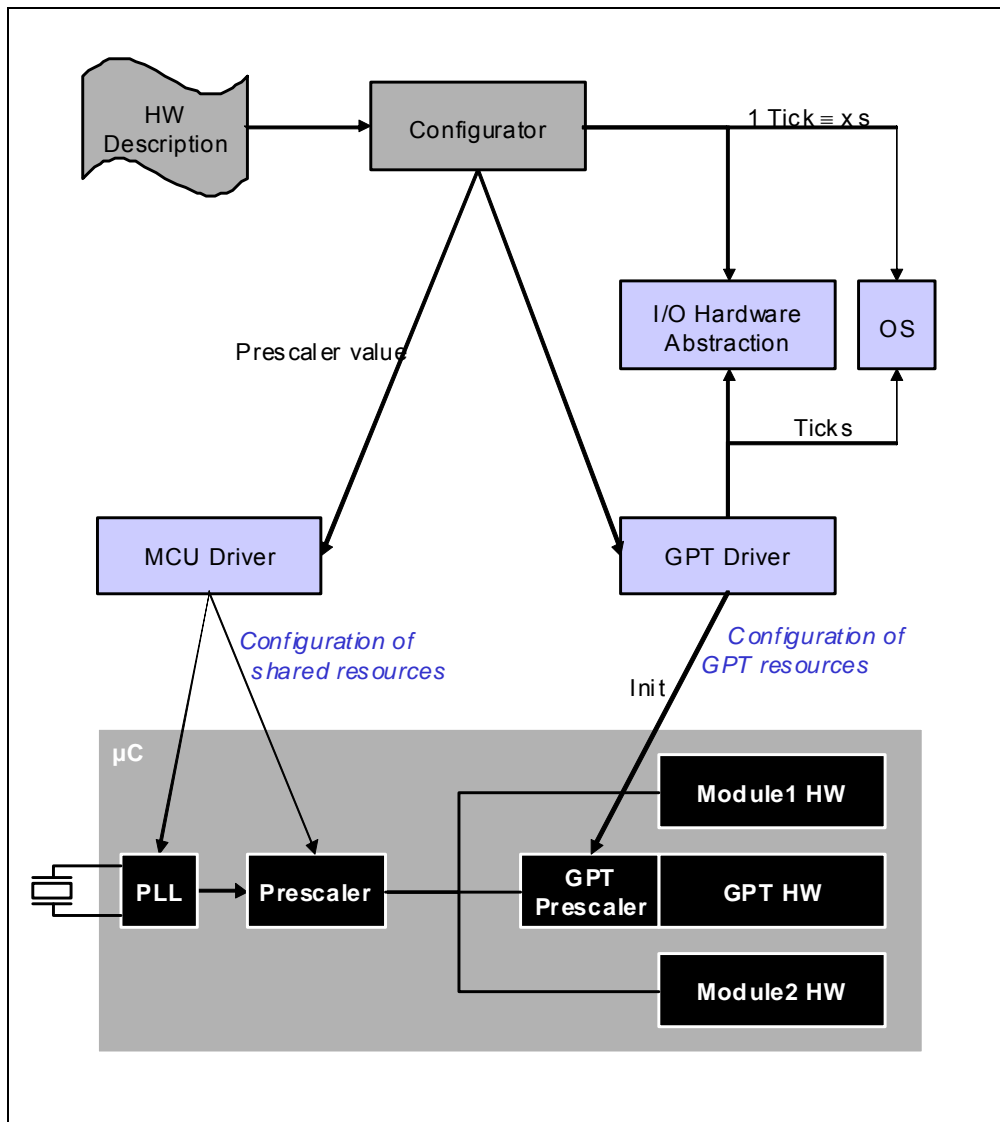 HW
Description
Configurator
1 Tick ≡ x s
I/O Hardware
Abstraction
OS
Prescaler value
Ticks
MCU Driver
GPT Driver
Configuration of
shared resources
Configuration of
GPT resources
Init
µC
Module1 HW
PLL
Prescaler
GPT
Prescaler
GPT HW
Module2 HW